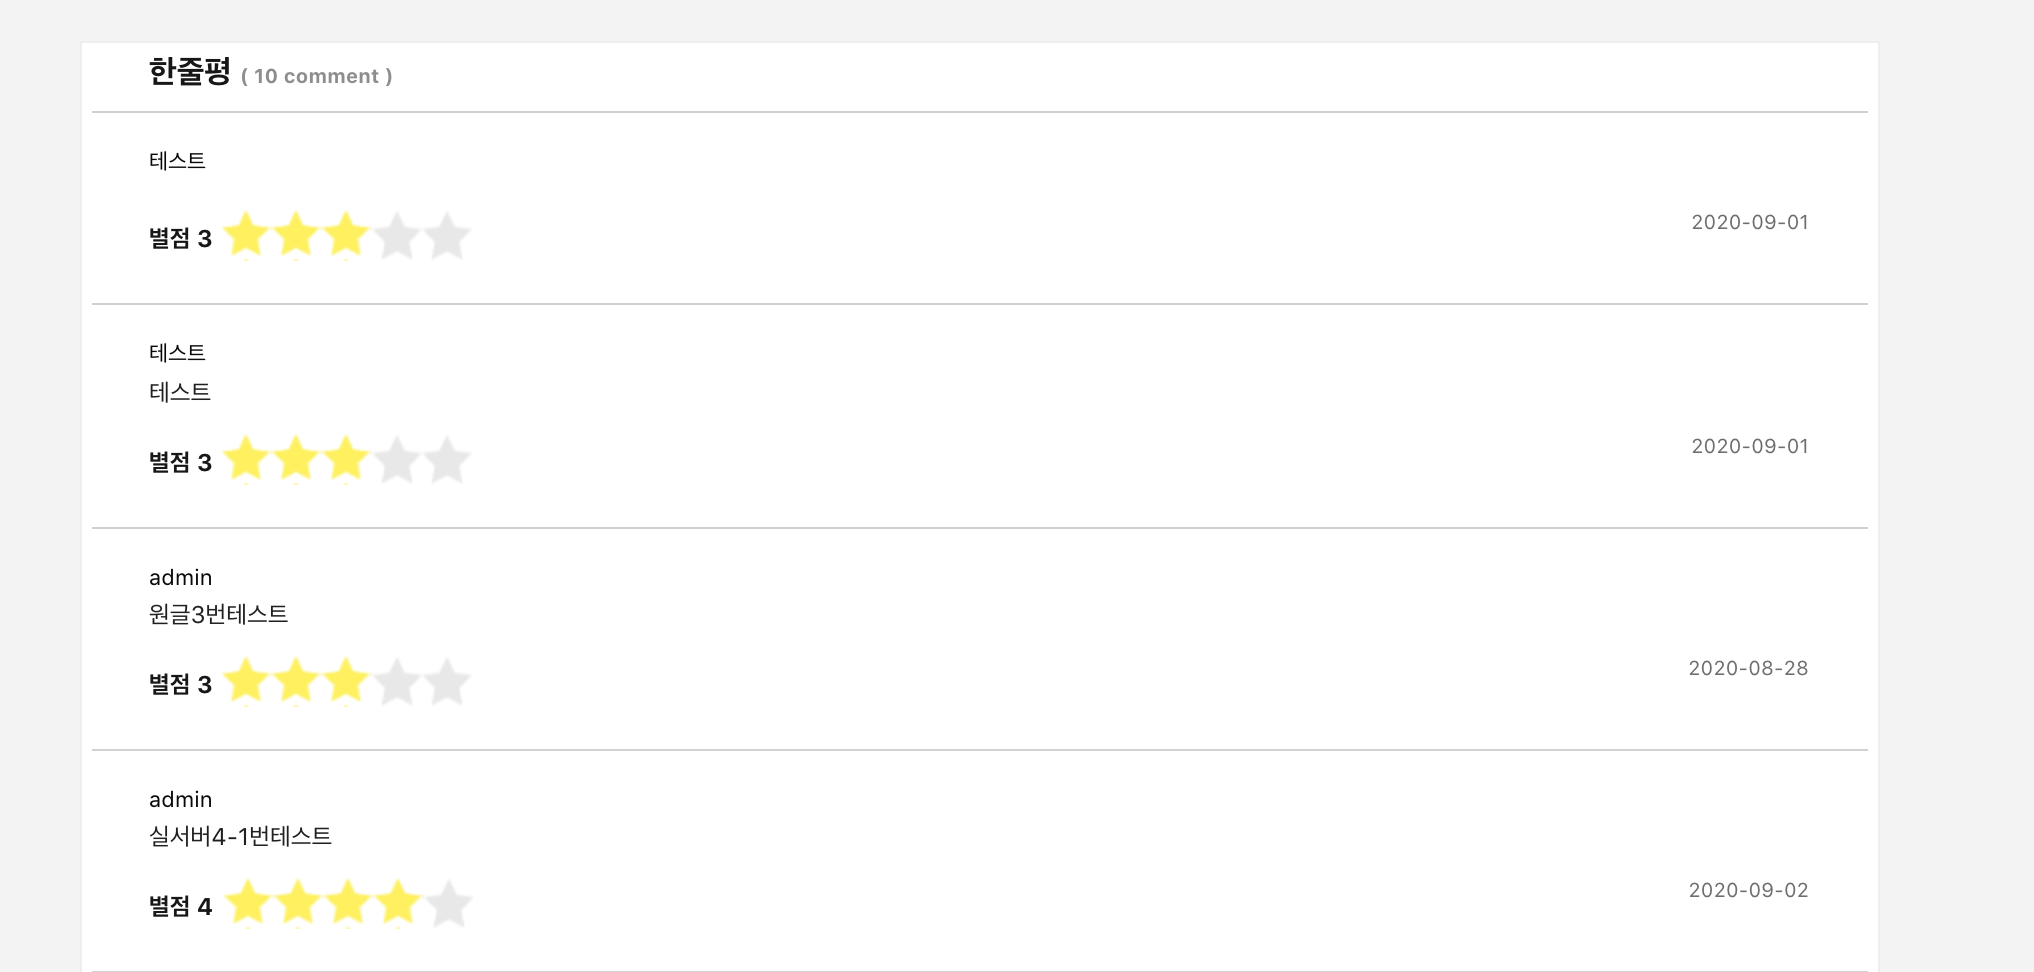 한줄평 ( 10 comment )
테스트
별점 3
2020-09-01
테스트
테스트
별점 3
2020-09-01
admin
원글3번테스트
별점 3
2020-08-28
admin
실서버4-1번테스트
별점 4
2020-09-02